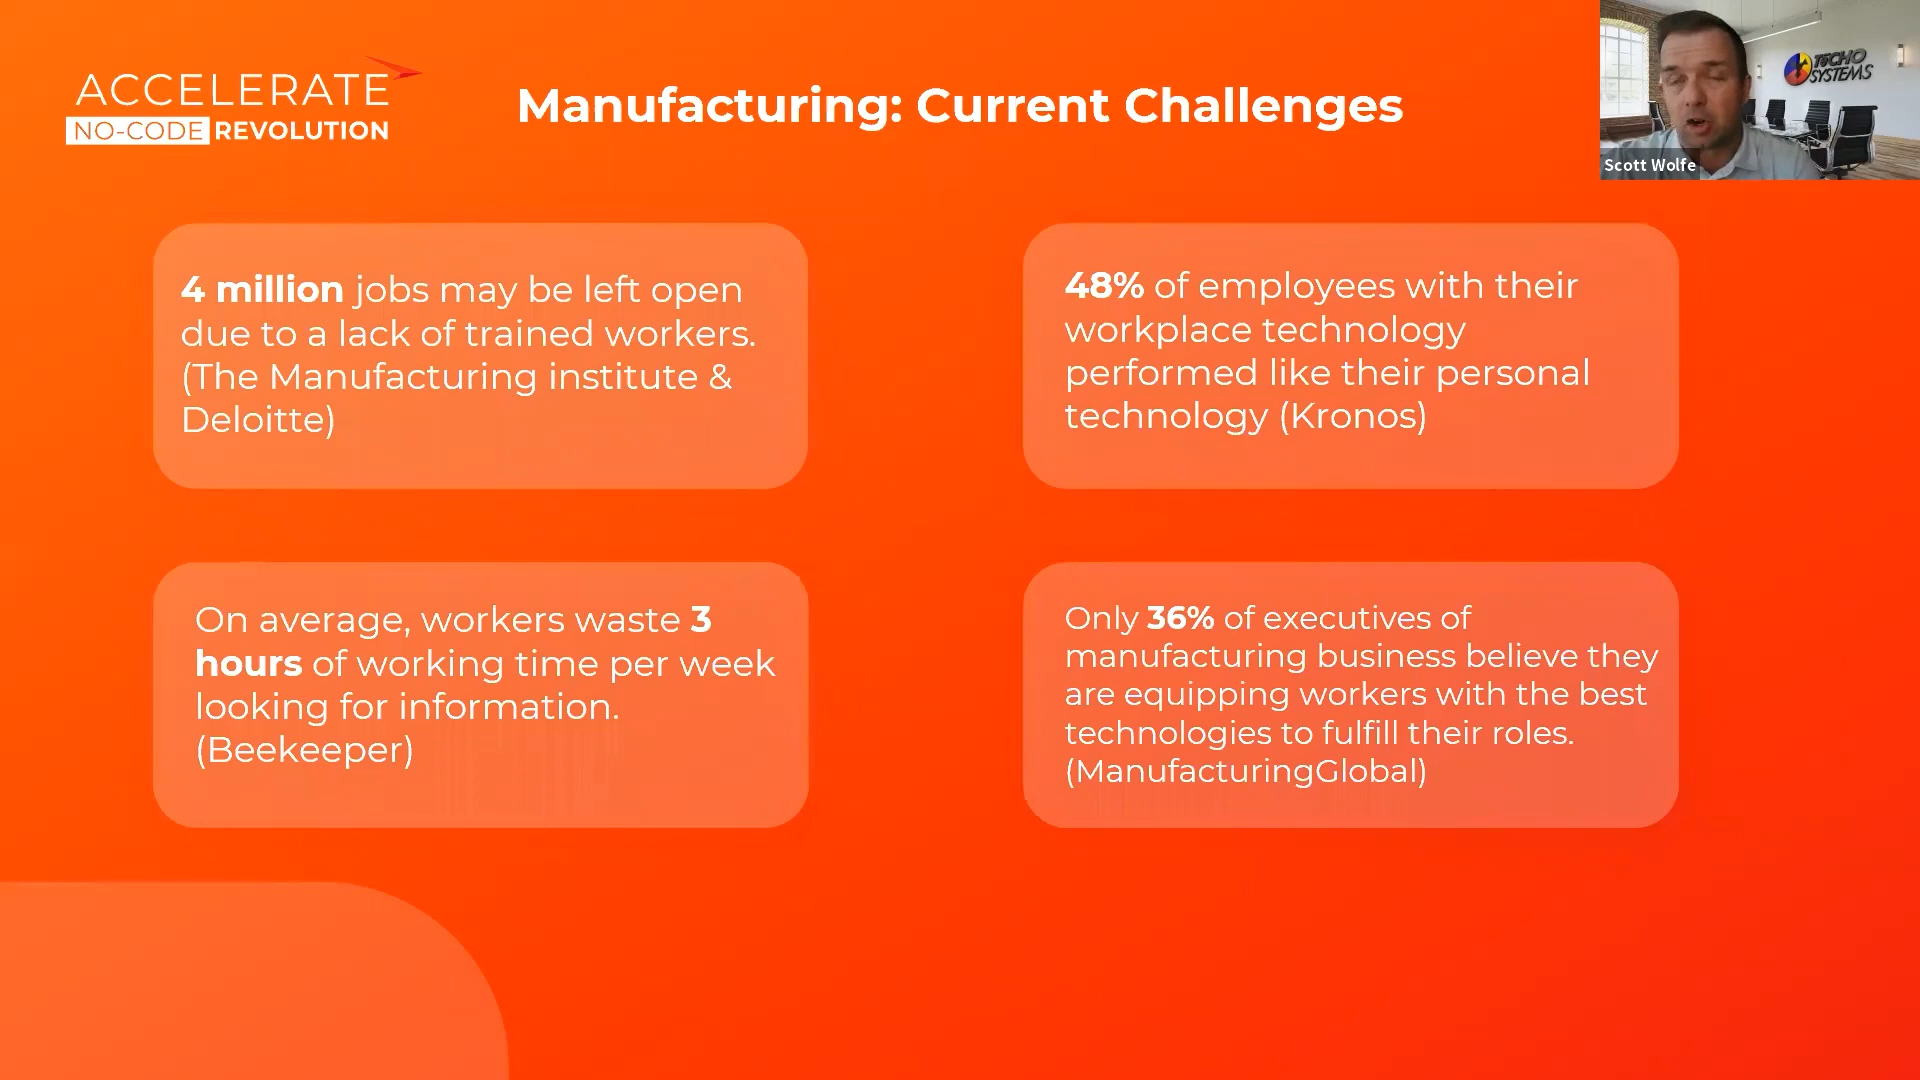 ACCELERATE
NO-CODE REVOLUTION
Manufacturing: Current Challenges
TECHO
SYSTEMS
Scott Wolfe
4 million jobs may be left open
due to a lack of trained workers.
(The Manufacturing institute &
Deloitte)
48% of employees with their
workplace technology
performed like their personal
technology (Kronos)
On average, workers waste 3
hours of working time per week
looking for information.
(Beekeeper)
Only 36% of executives of
manufacturing business believe they
are equipping workers with the best
technologies to fulfill their roles.
(ManufacturingGlobal)